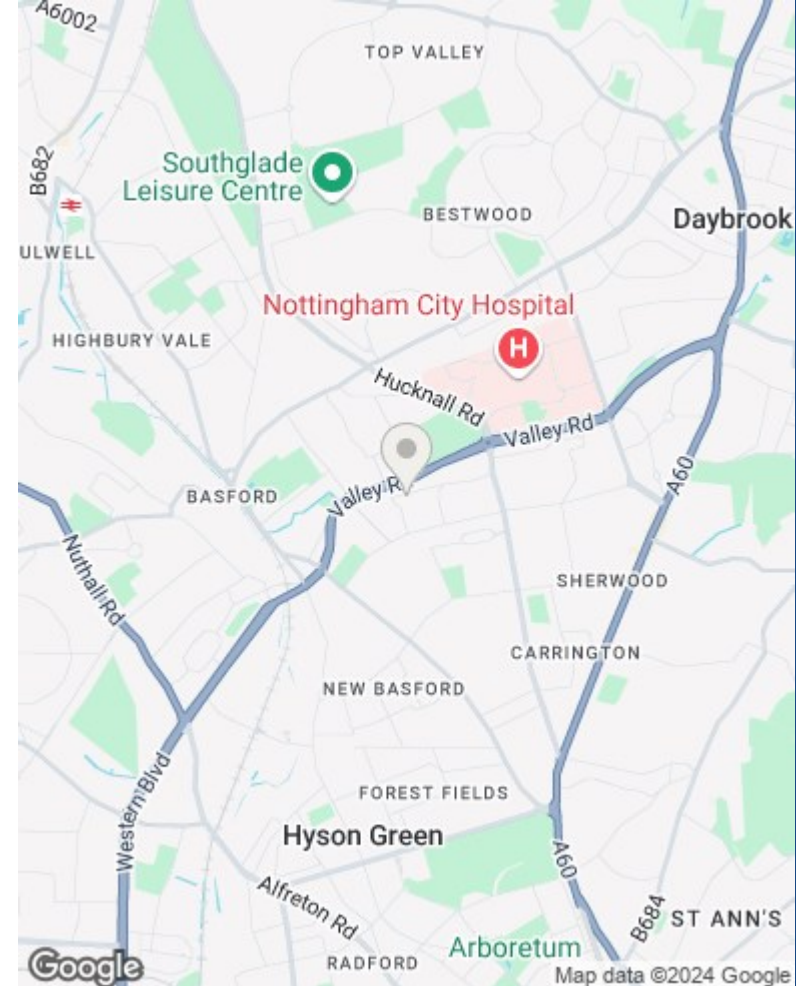 A6002
TOP VALLEY
B682
Southglade
Leisure Centre
BESTWOOD
Daybrook
ULWELL
Nottingham City Hospital
H
HIGHBURY VALE
Hucknall Rd
Valley Rd
Valley R
BASFORD
A60
Nuthall Rd
SHERWOOD
CARRINGTON
NEW BASFORD
Western Blvd
FOREST FIELDS
Hyson Green
A60
Alfreton Rd
B684
ST ANN'S
Arboretum
RADFORD
Google
Map data ©2024 Google